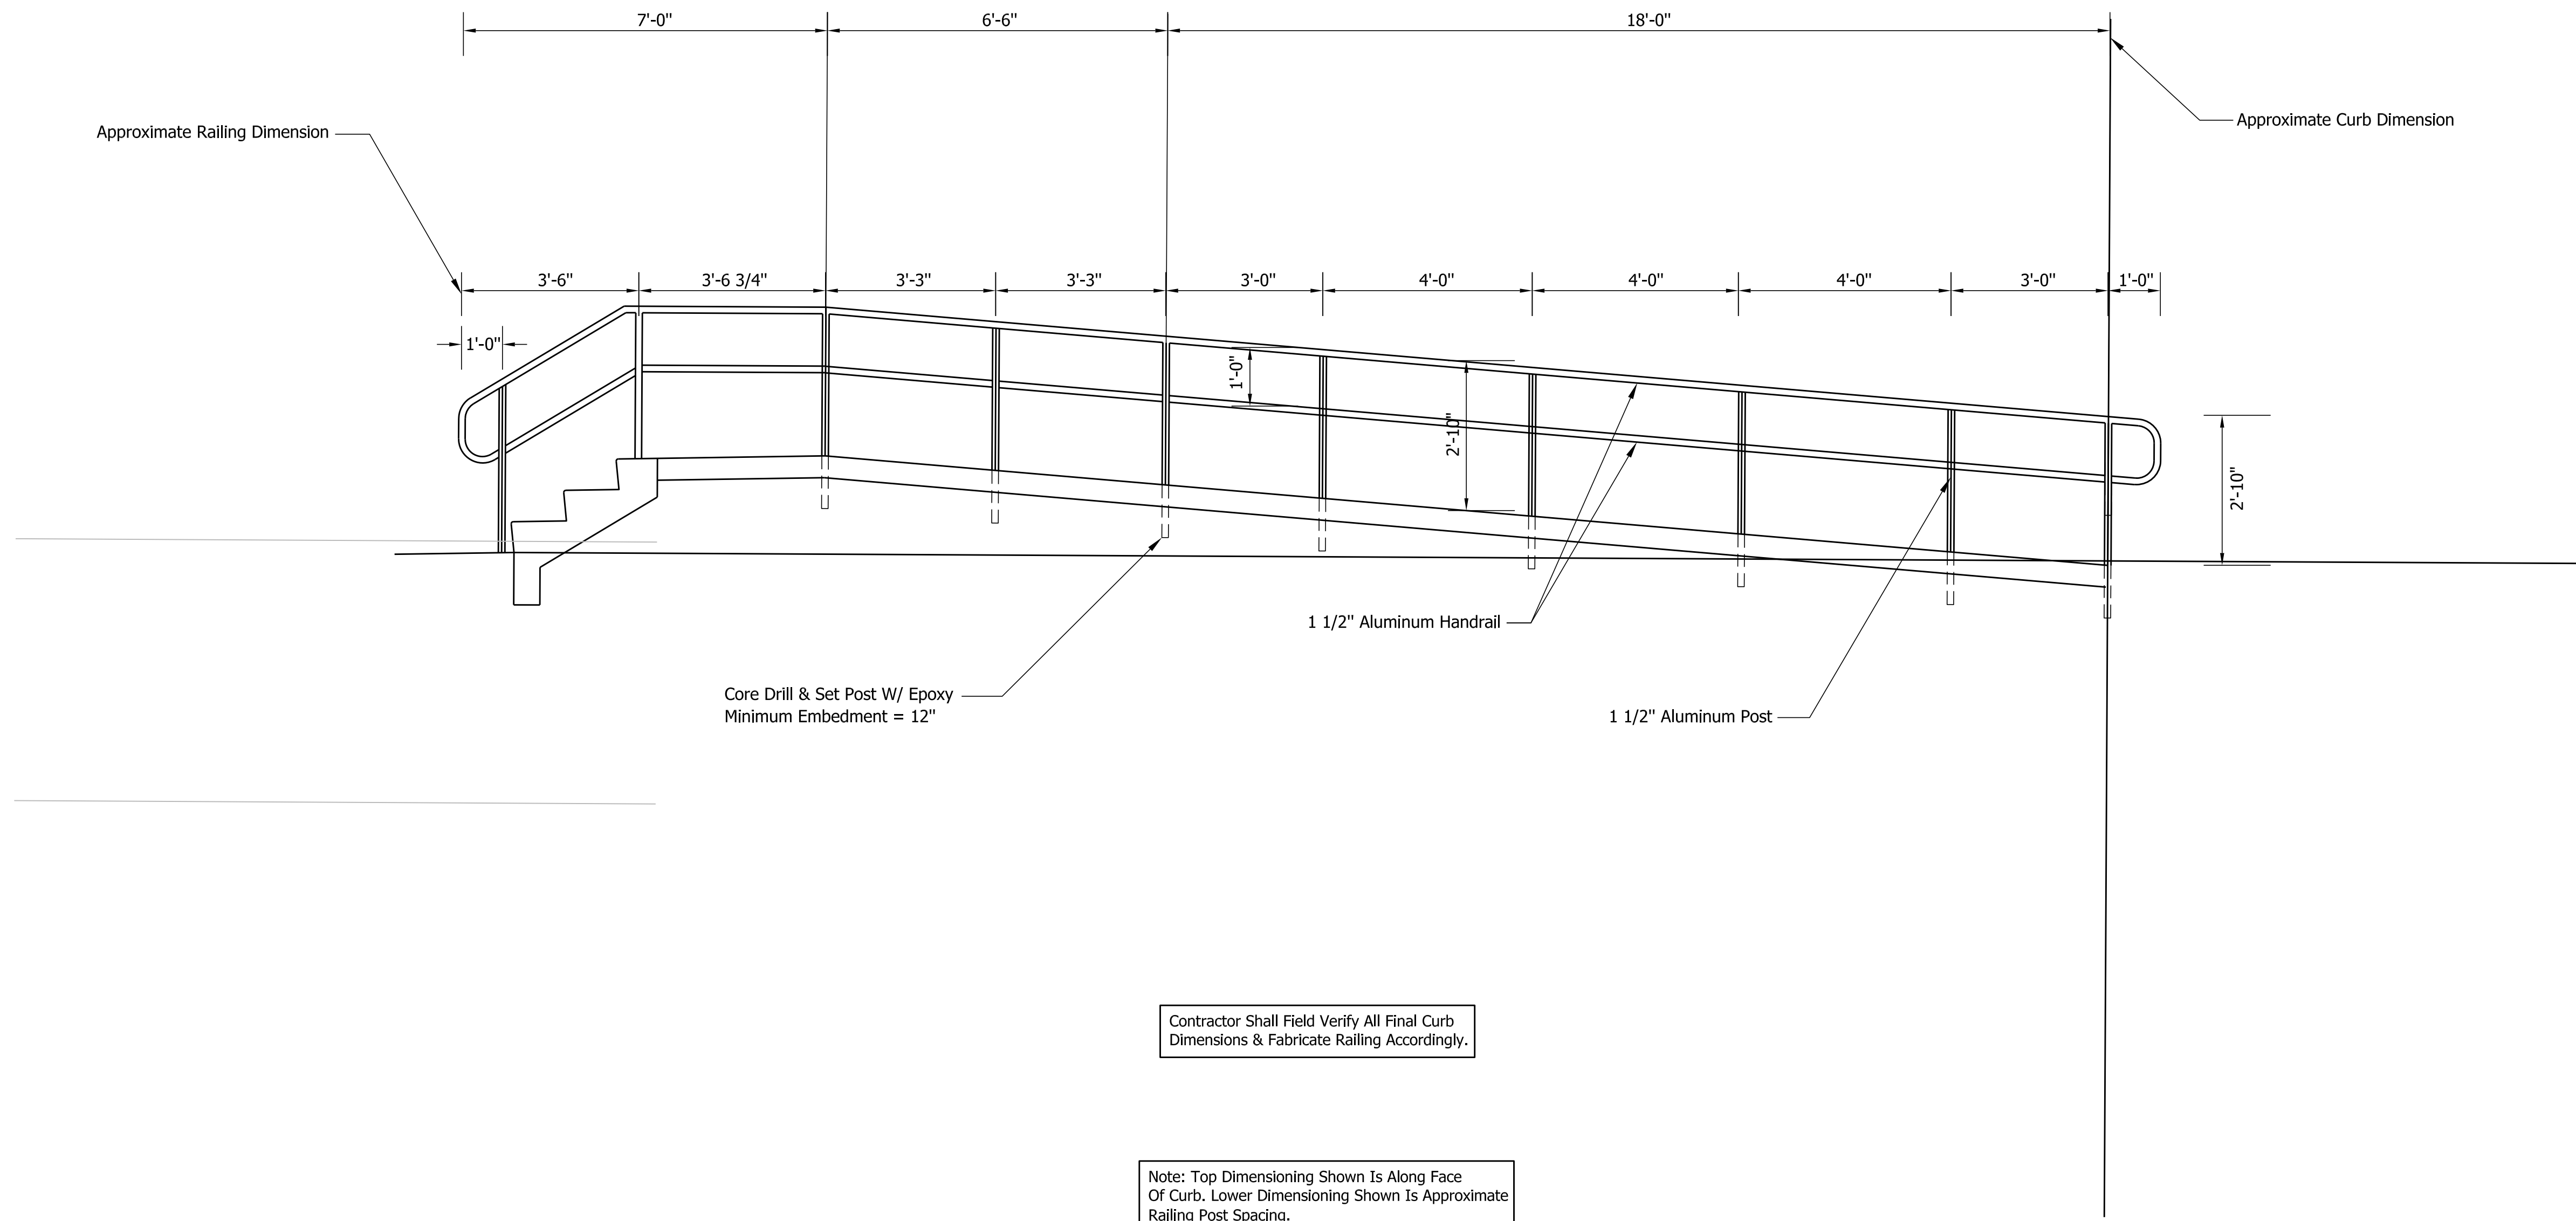 7'-0"
6'-6"
18'-0"
Approximate Curb Dimension
Approximate Railing Dimension
3'-6"
3'-6 3/4"
3'-3"
3'-3"
3'-0"
4'-0"
4'-0"
4'-0"
3'-0"
1'-0"
1'-0"
1'-0"
2'-10"
2'-10"
1 1/2" Aluminum Handrail
Core Drill & Set Post W/ Epoxy
Minimum Embedment = 12"
1 1/2" Aluminum Post
Contractor Shall Field Verify All Final Curb
Dimensions & Fabricate Railing Accordingly.
Note: Top Dimensioning Shown Is Along Face
Of Curb. Lower Dimensioning Shown Is Approximate
Railing Post Spacing.